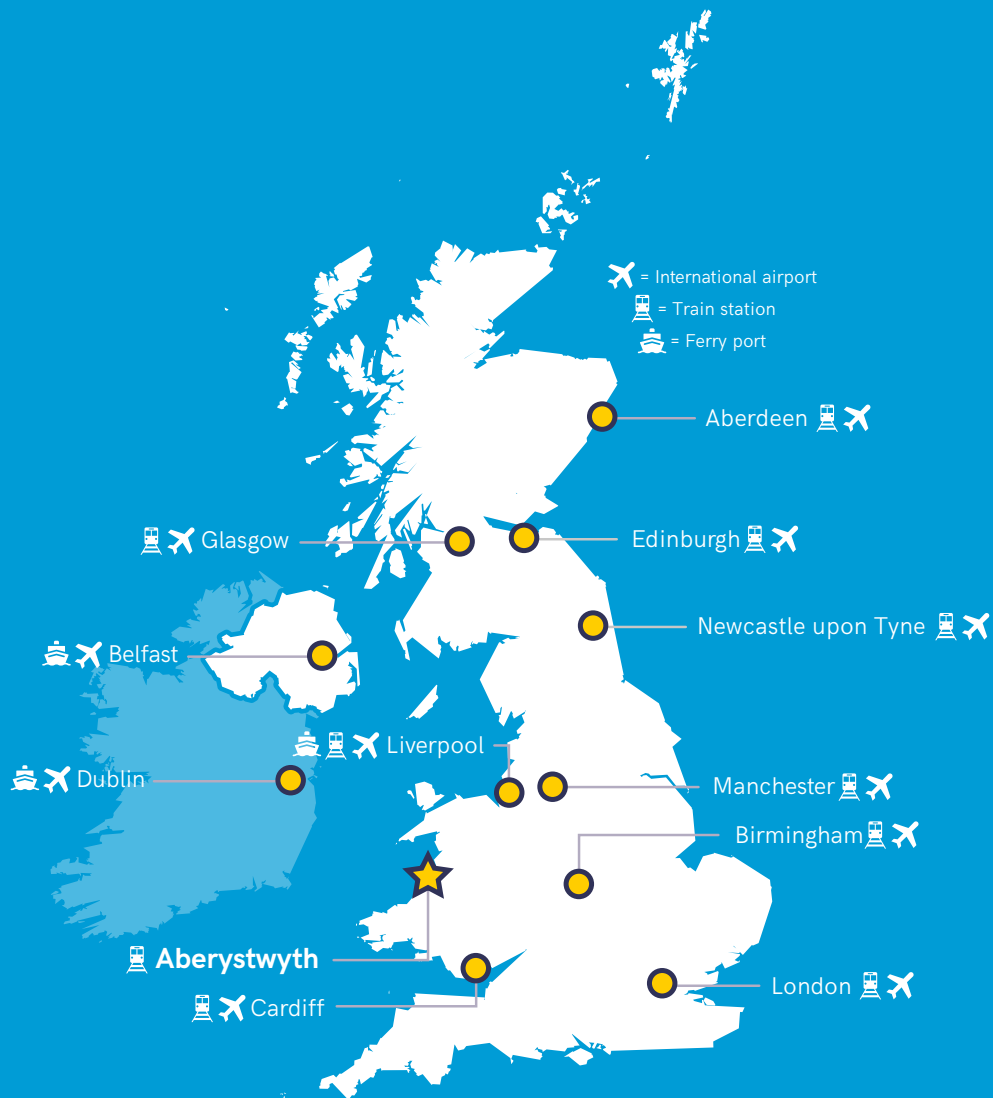 = International airport
= Train station
= Ferry port
Aberdeen
Glasgow
Edinburgh
Newcastle upon Tyne
Belfast
Liverpool
Dublin
Manchester
Birmingham
Aberystwyth
London
Cardiff